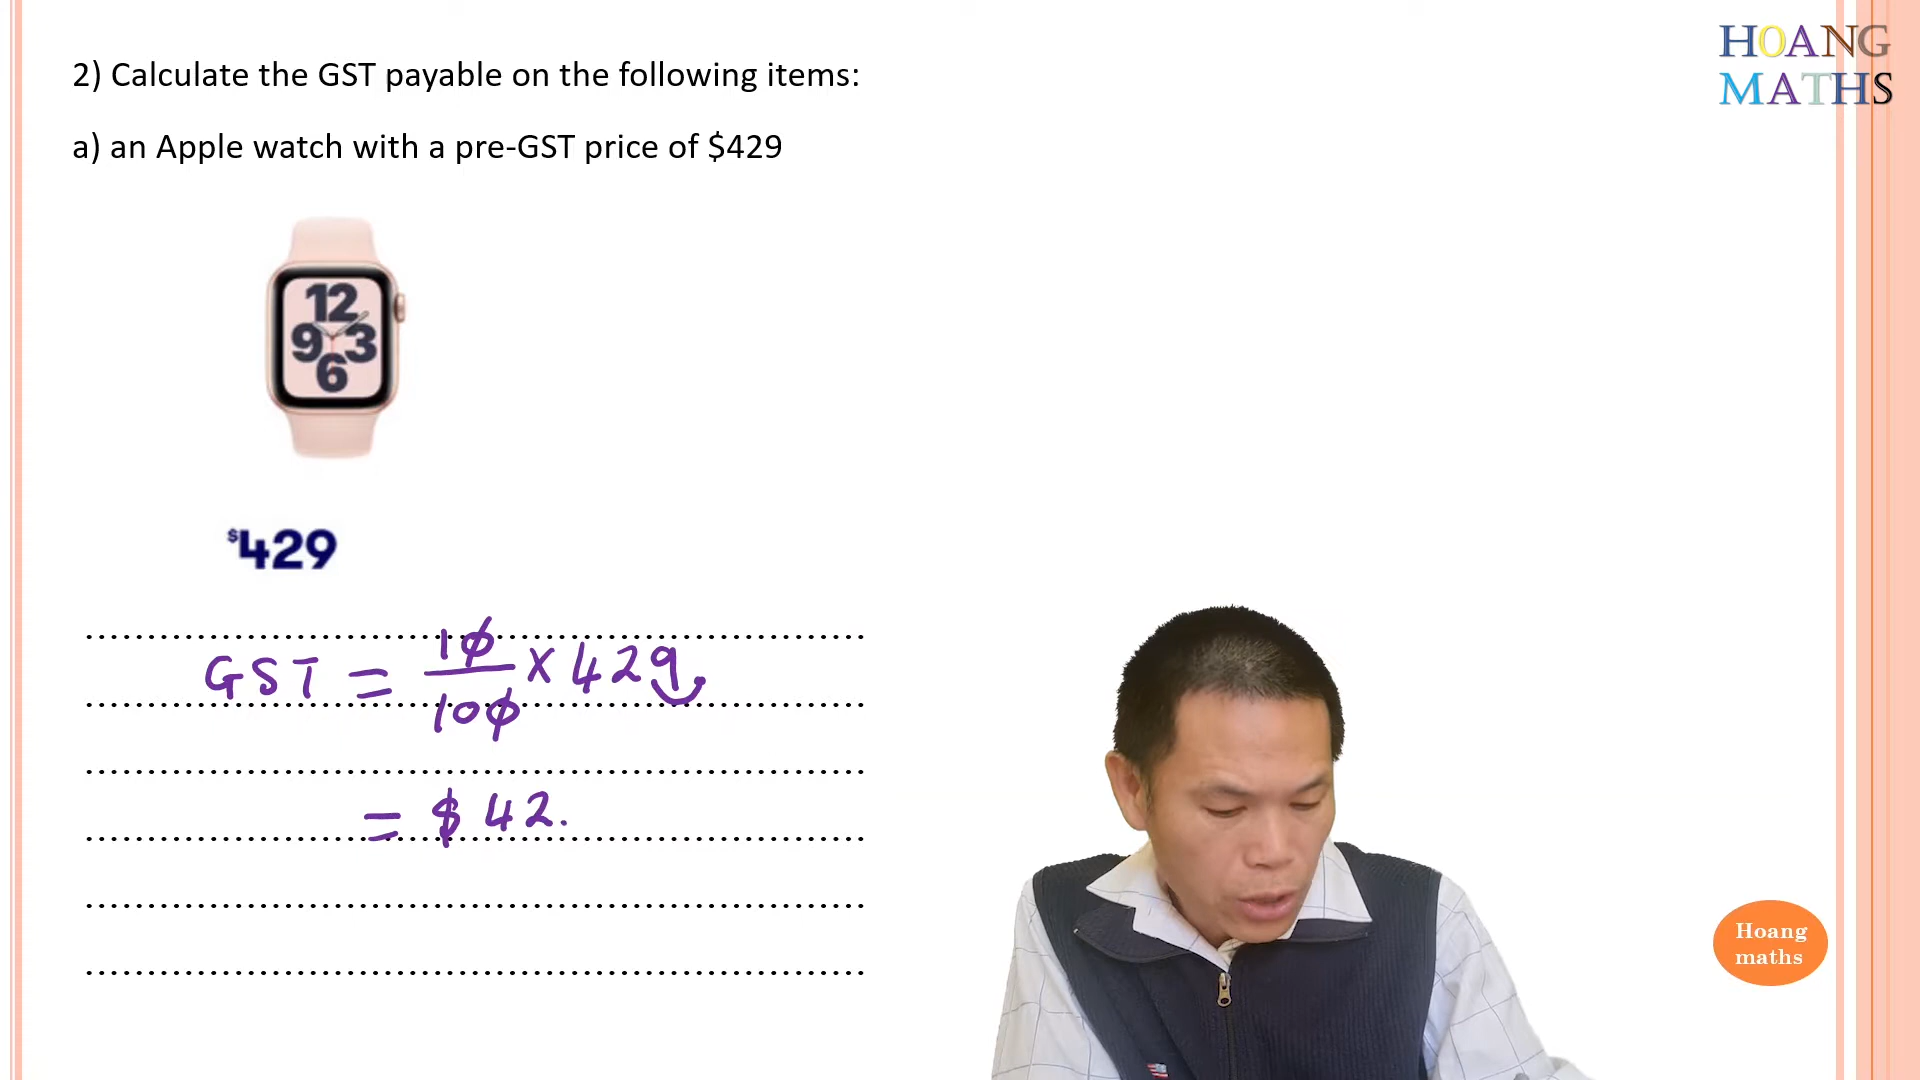 HOANG
MATHS
2) Calculate the GST payable on the following items:
a) an Apple watch with a pre-GST price of $429
12
9 3
6
$429
GST = 10/100 × 429
= $ 42.
Hoang
maths